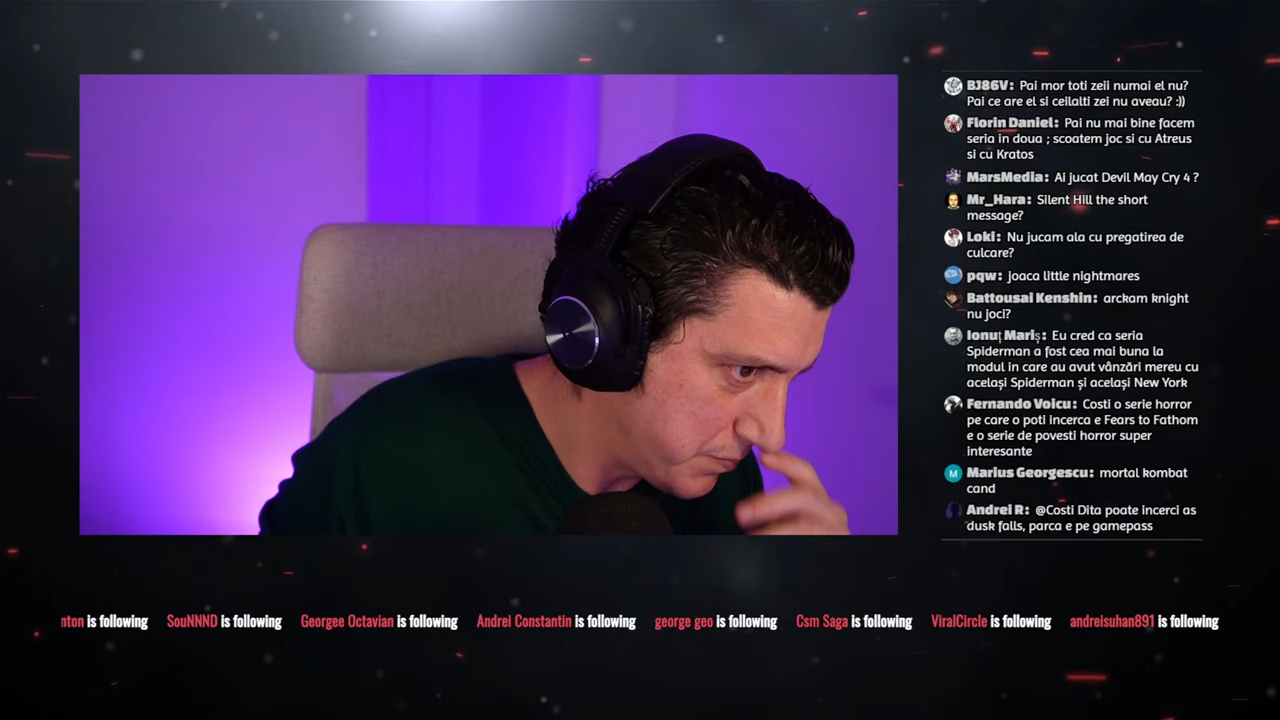 BJ86V: Pai mor toti zeii numai el nu?
Pai ce are el si ceilalti zei nu aveau? :))
Florin Daniel: Pai nu mai bine facem
seria in doua ; scoatem joc si cu Atreus
si cu Kratos
MarsMedia: Ai jucat Devil May Cry 4 ?
Mr_Hara: Silent Hill the short
message?
Loki: Nu jucam ala cu pregatirea de
culcare?
pqw: joaca little nightmares
Battousai Kenshin: arckam knight
nu joci?
Ionuț Mariș: Eu cred ca seria
Spiderman a fost cea mai buna la
modul in care au avut vânzări mereu cu
același Spiderman și același New York
Fernando Voicu: Costi o serie horror
pe care o poti incerca e Fears to Fathom
e o serie de povesti horror super
interesante
M Marius Georgescu: mortal kombat
cand
Andrei R: @Costi Dita poate incerci as
dusk falls, parca e pe gamepass
nton is following SouNNND is following Georgee Octavian is following Andrei Constantin is following george geo is following Csm Saga is following ViralCircle is following andreisuhan891 is following